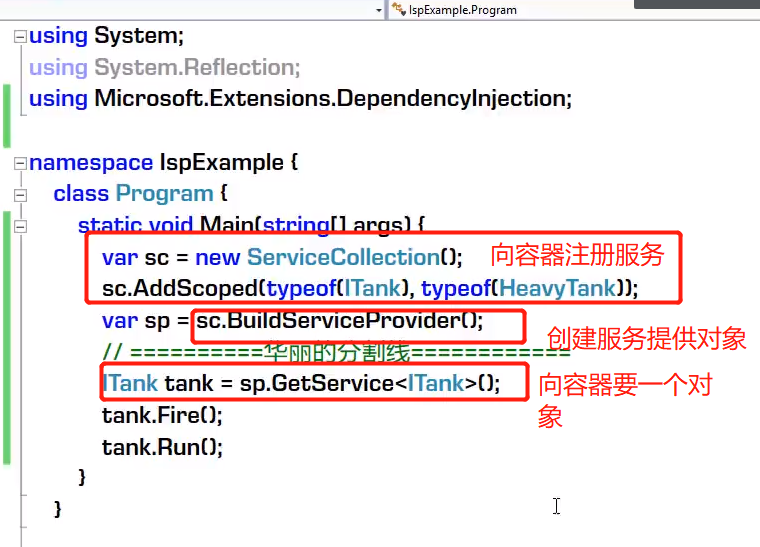 IspExample.Program
using System;
using System.Reflection;
using Microsoft.Extensions.DependencyInjection;
namespace IspExample {
class Program {
static void Main(string[] args) {
var sc = new ServiceCollection(); 向容器注册服务
sc.AddScoped(typeof(ITank), typeof(HeavyTank));
var sp = sc.BuildServiceProvider(); 创建服务提供对象
// ==========华丽的分割线============
ITank tank = sp.GetService<ITank>(); 向容器要一个对
象
tank.Fire();
tank.Run();
}
}